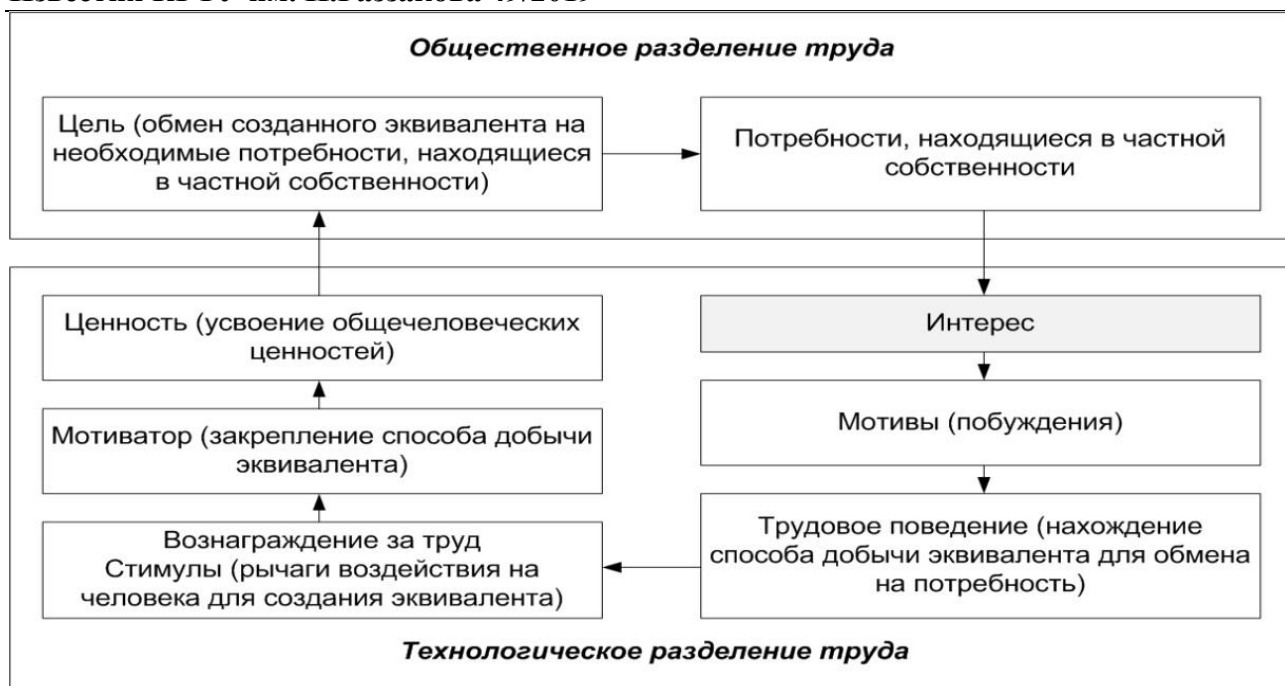 Общественное разделение труда
Цель (обмен созданного эквивалента на
необходимые потребности, находящиеся
в частной собственности)
Потребности, находящиеся в частной
собственности
Ценность (усвоение общечеловеческих
ценностей)
Интерес
Мотиватор (закрепление способа добычи
эквивалента)
Мотивы (побуждения)
Вознаграждение за труд
Стимулы (рычаги воздействия на
человека для создания эквивалента)
Трудовое поведение (нахождение
способа добычи эквивалента для обмена
на потребность)
Технологическое разделение труда